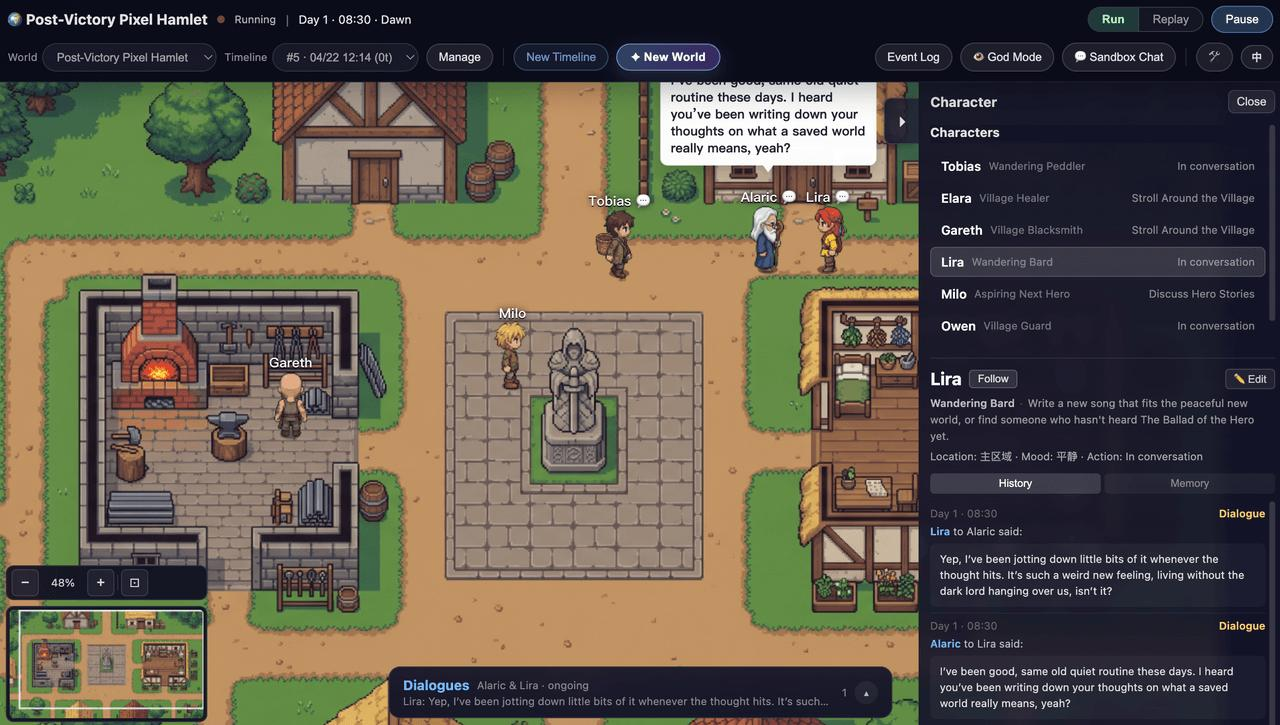 Post-Victory Pixel Hamlet
Running
Day 1 · 08:30 · Dawn
Run
Replay
Pause
World
Post-Victory Pixel Hamlet
Timeline
#5 · 04/22 12:14 (0t)
Manage
New Timeline
✦ New World
Event Log
God Mode
Sandbox Chat
中
I've been good, same old quiet
routine these days. I heard
you've been writing down your
thoughts on what a saved world
really means, yeah?
Tobias
Alaric
Lira
Milo
Gareth
48%
Dialogues
Alaric & Lira · ongoing
Lira: Yep, I've been jotting down little bits of it whenever the thought hits. It's such...
1
Character
Close
Characters
Tobias Wandering Peddler In conversation
Elara Village Healer Stroll Around the Village
Gareth Village Blacksmith Stroll Around the Village
Lira Wandering Bard In conversation
Milo Aspiring Next Hero Discuss Hero Stories
Owen Village Guard In conversation
Lira
Follow
Edit
Wandering Bard · Write a new song that fits the peaceful new
world, or find someone who hasn't heard The Ballad of the Hero
yet.
Location: 主区域 · Mood: 平静 · Action: In conversation
History
Memory
Day 1 · 08:30 Dialogue
Lira to Alaric said:
Yep, I've been jotting down little bits of it whenever the
thought hits. It's such a weird new feeling, living without the
dark lord hanging over us, isn't it?
Day 1 · 08:30 Dialogue
Alaric to Lira said:
I've been good, same old quiet routine these days. I heard
you've been writing down your thoughts on what a saved
world really means, yeah?